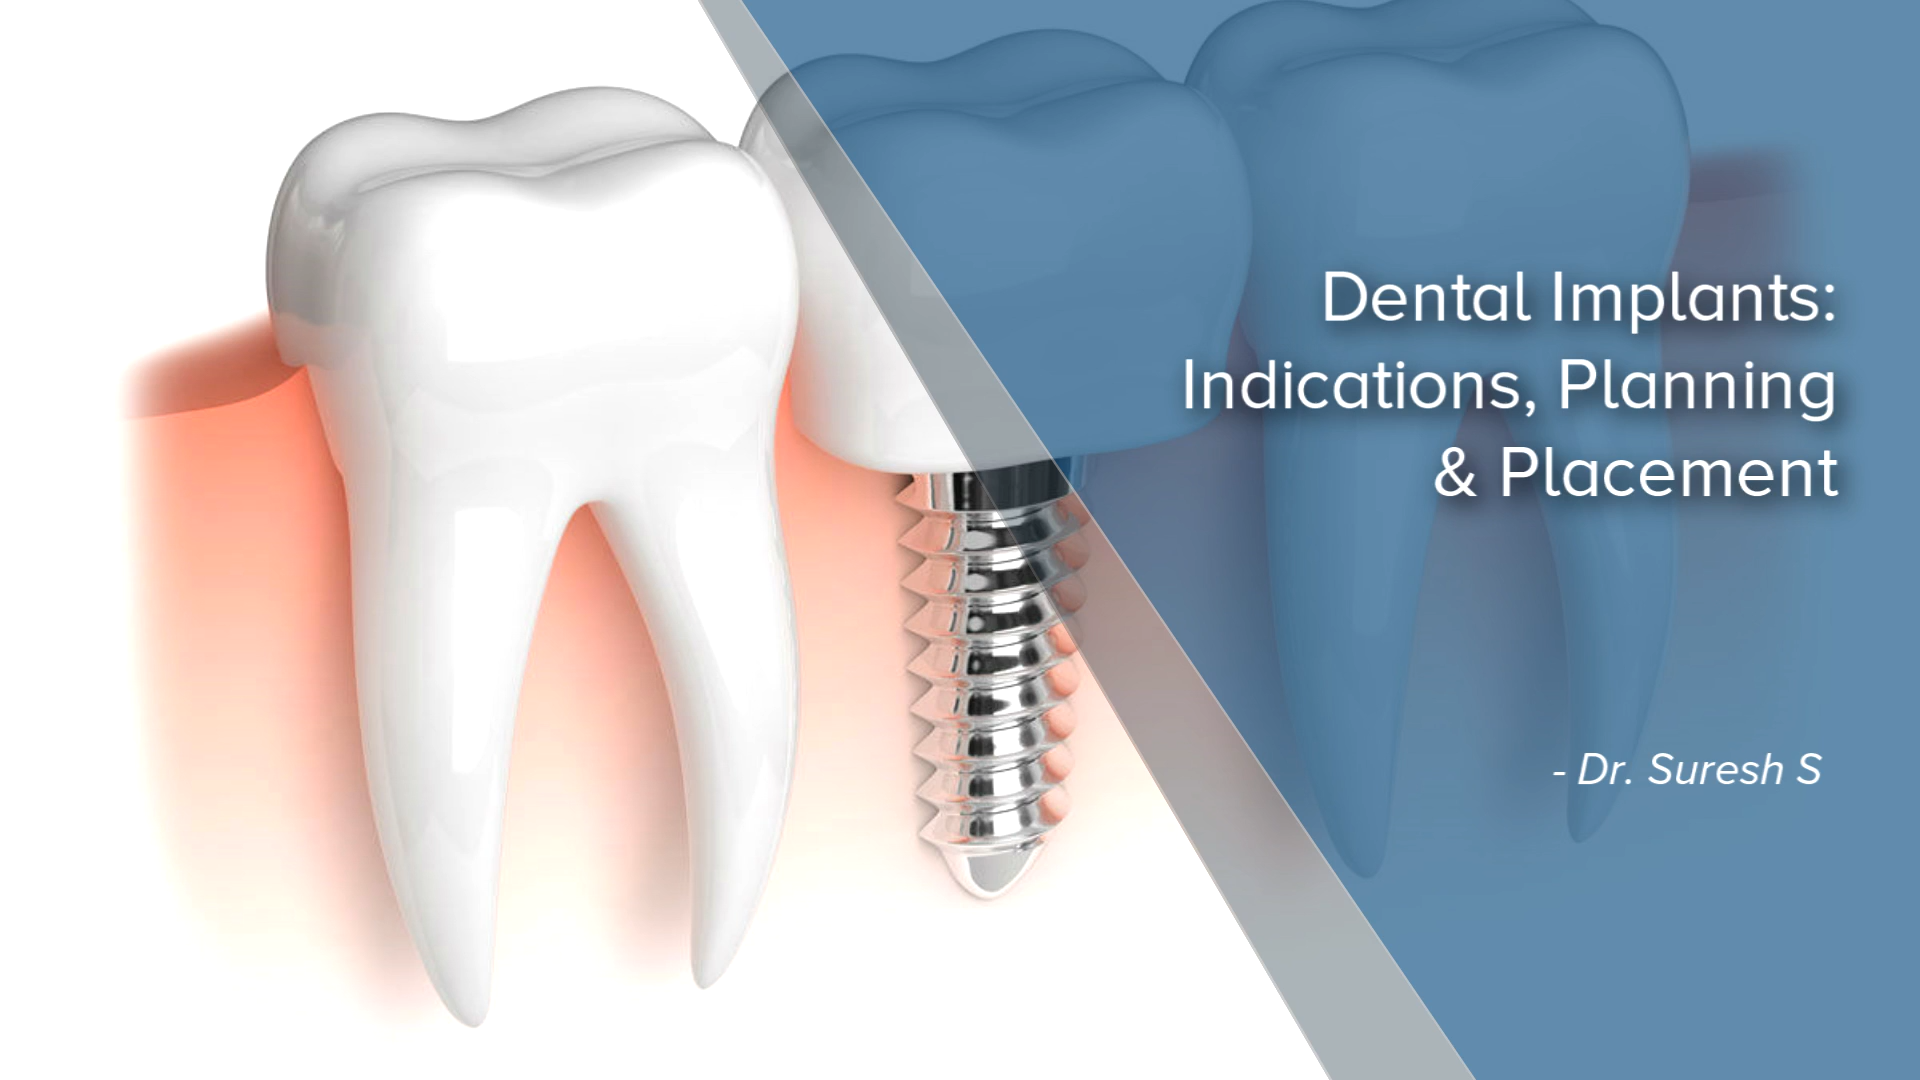 Dental Implants:
Indications, Planning
& Placement
- Dr. Suresh S